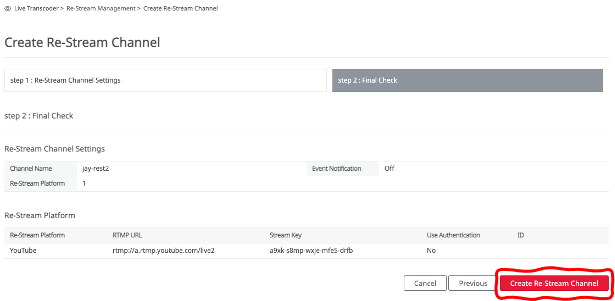 Live Transcoder > Re-Stream Management > Create Re-Stream Channel
Create Re-Stream Channel
step 1 : Re-Stream Channel Settings
step 2 : Final Check
step 2 : Final Check
Re-Stream Channel Settings
Channel Name jay-rest2 Event Notification Off
Re-Stream Platform 1
Re-Stream Platform
Re-Stream Platform RTMP URL Stream Key Use Authentication ID
YouTube rtmp://a.rtmp.youtube.com/live2 a9xk-s8mp-wxje-mfe5-drfb No
Cancel Previous Create Re-Stream Channel